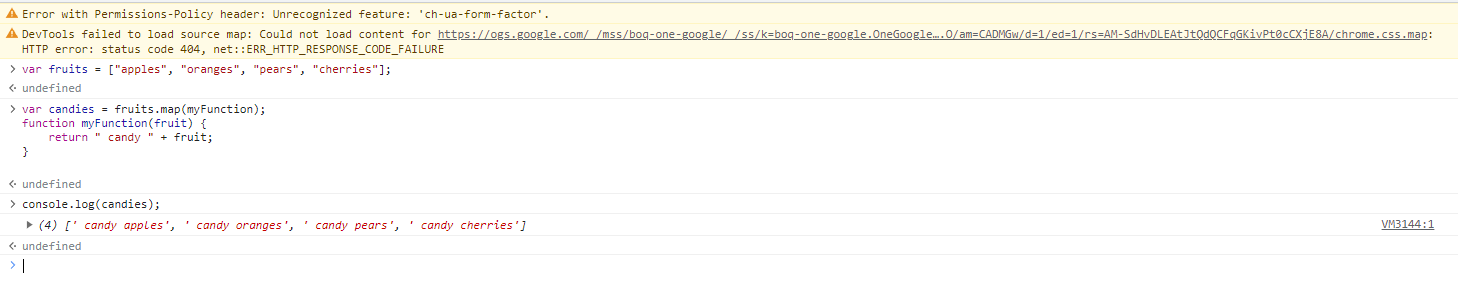 Error with Permissions-Policy header: Unrecognized feature: 'ch-ua-form-factor'.
DevTools failed to load source map: Could not load content for https://ogs.google.com/_/mss/boq-one-google/_/ss/k=boq-one-google.OneGoogle….O/am=CADMGw/d=1/ed=1/rs=AM-SdHvDLEAtJtQdQCFqGKivPt0cCXjE8A/chrome.css.map:
HTTP error: status code 404, net::ERR_HTTP_RESPONSE_CODE_FAILURE
> var fruits = ["apples", "oranges", "pears", "cherries"];
undefined
> var candies = fruits.map(myFunction);
function myFunction(fruit) {
    return " candy " + fruit;
}
undefined
> console.log(candies);
(4) [' candy apples', ' candy oranges', ' candy pears', ' candy cherries'] VM3144:1
undefined
>